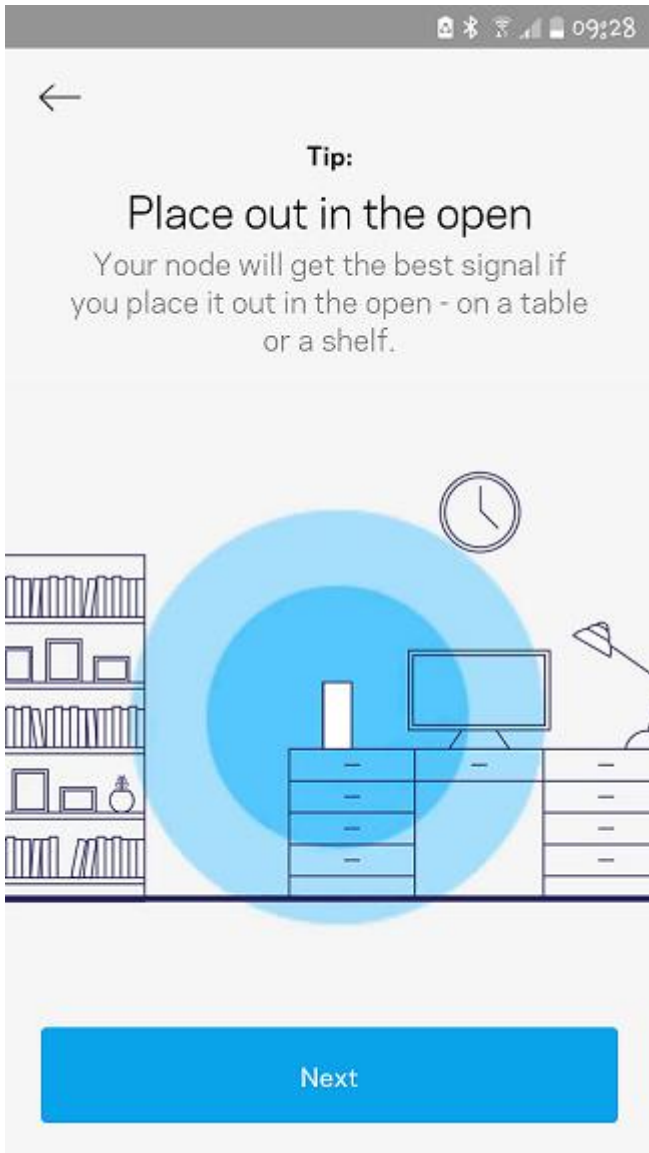 09:28
Tip:
Place out in the open
Your node will get the best signal if
you place it out in the open - on a table
or a shelf.
Next